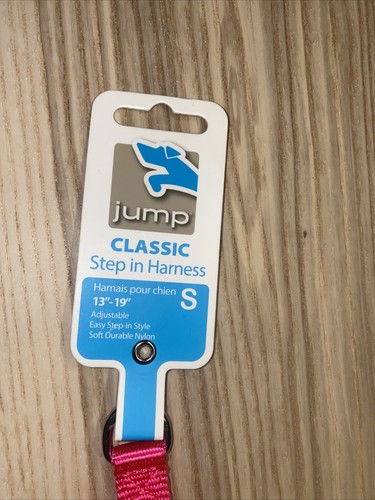 jump
CLASSIC
Step in Harness
Harnais pour chien
S
13"-19"
Adjustable
Easy Step-in Style
Soft Durable Nylon